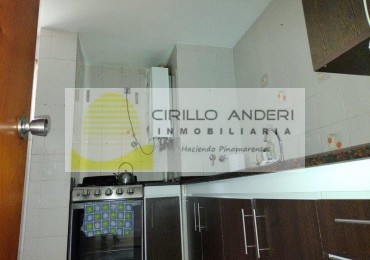 CIRILLO ANDERI
INMOBILIARIA
Haciendo Pinamarenses